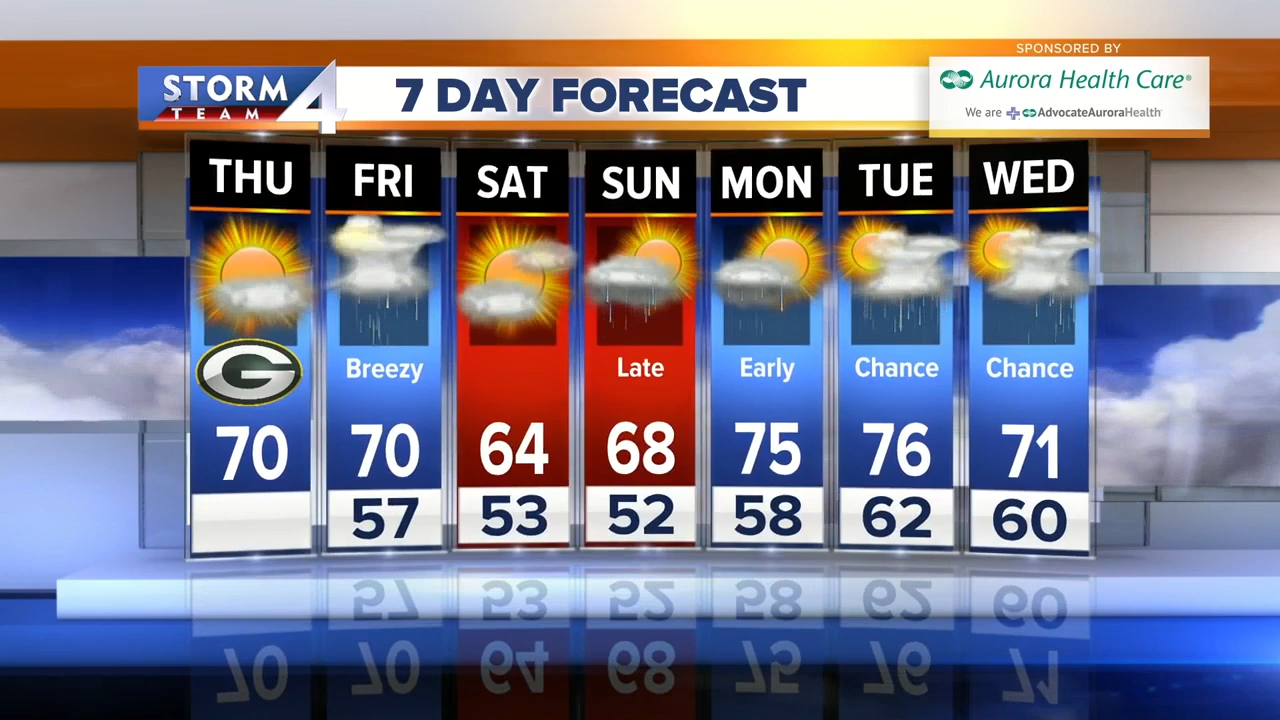 SPONSORED BY
STORM TEAM 4
7 DAY FORECAST
Aurora Health Care®
We are AdvocateAuroraHealth
THU FRI SAT SUN MON TUE WED
G
Breezy Late Early Chance Chance
70 70 64 68 75 76 71
57 53 52 58 62 60